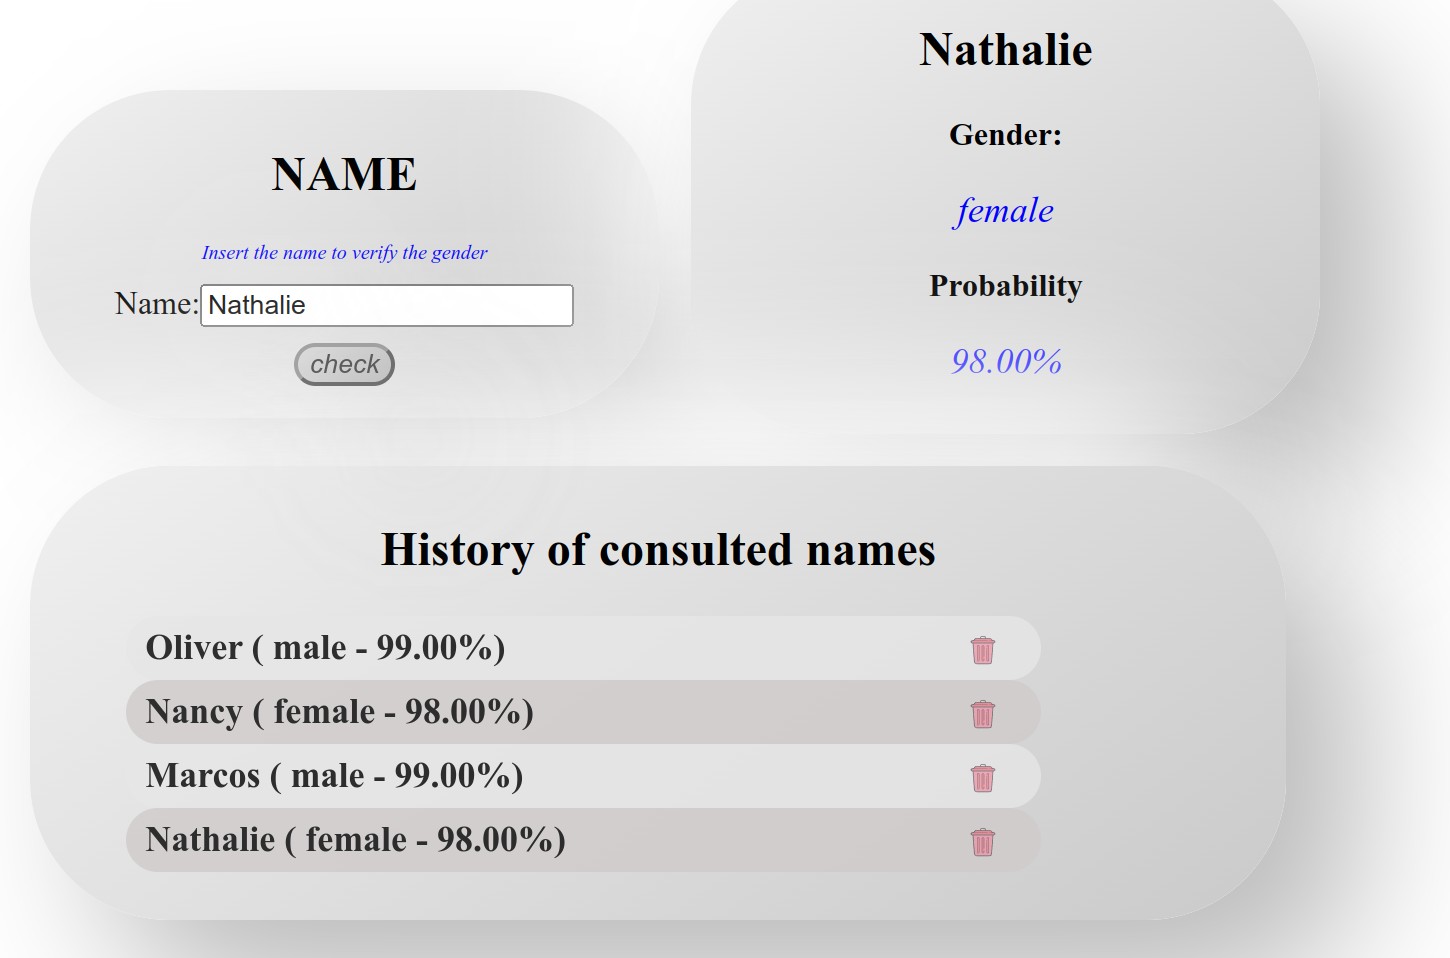 NAME
Insert the name to verify the gender
Name: Nathalie
check
Nathalie
Gender:
female
Probability
98.00%
History of consulted names
Oliver ( male - 99.00%)
Nancy ( female - 98.00%)
Marcos ( male - 99.00%)
Nathalie ( female - 98.00%)